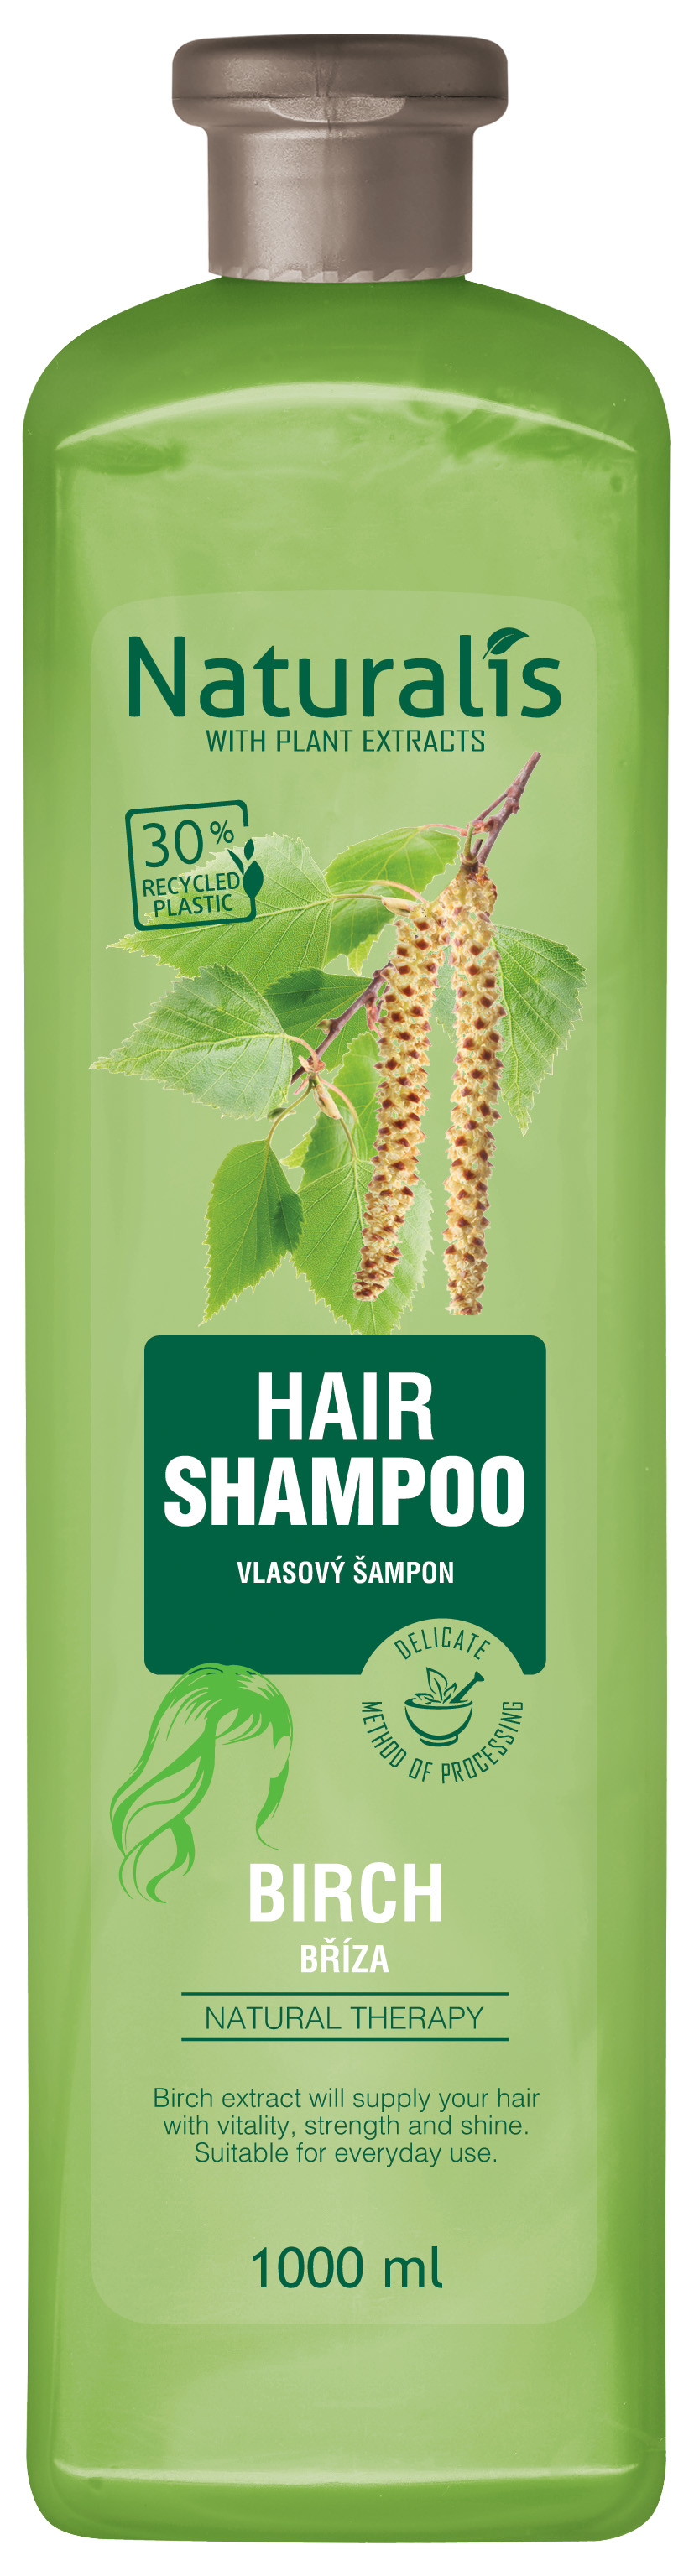 Naturalis
WITH PLANT EXTRACTS
30%
RECYCLED
PLASTIC
HAIR
SHAMPOO
VLASOVÝ ŠAMPON
DELICATE
METHOD OF PROCESSING
BIRCH
BŘÍZA
NATURAL THERAPY
Birch extract will supply your hair
with vitality, strength and shine.
Suitable for everyday use.
1000 ml